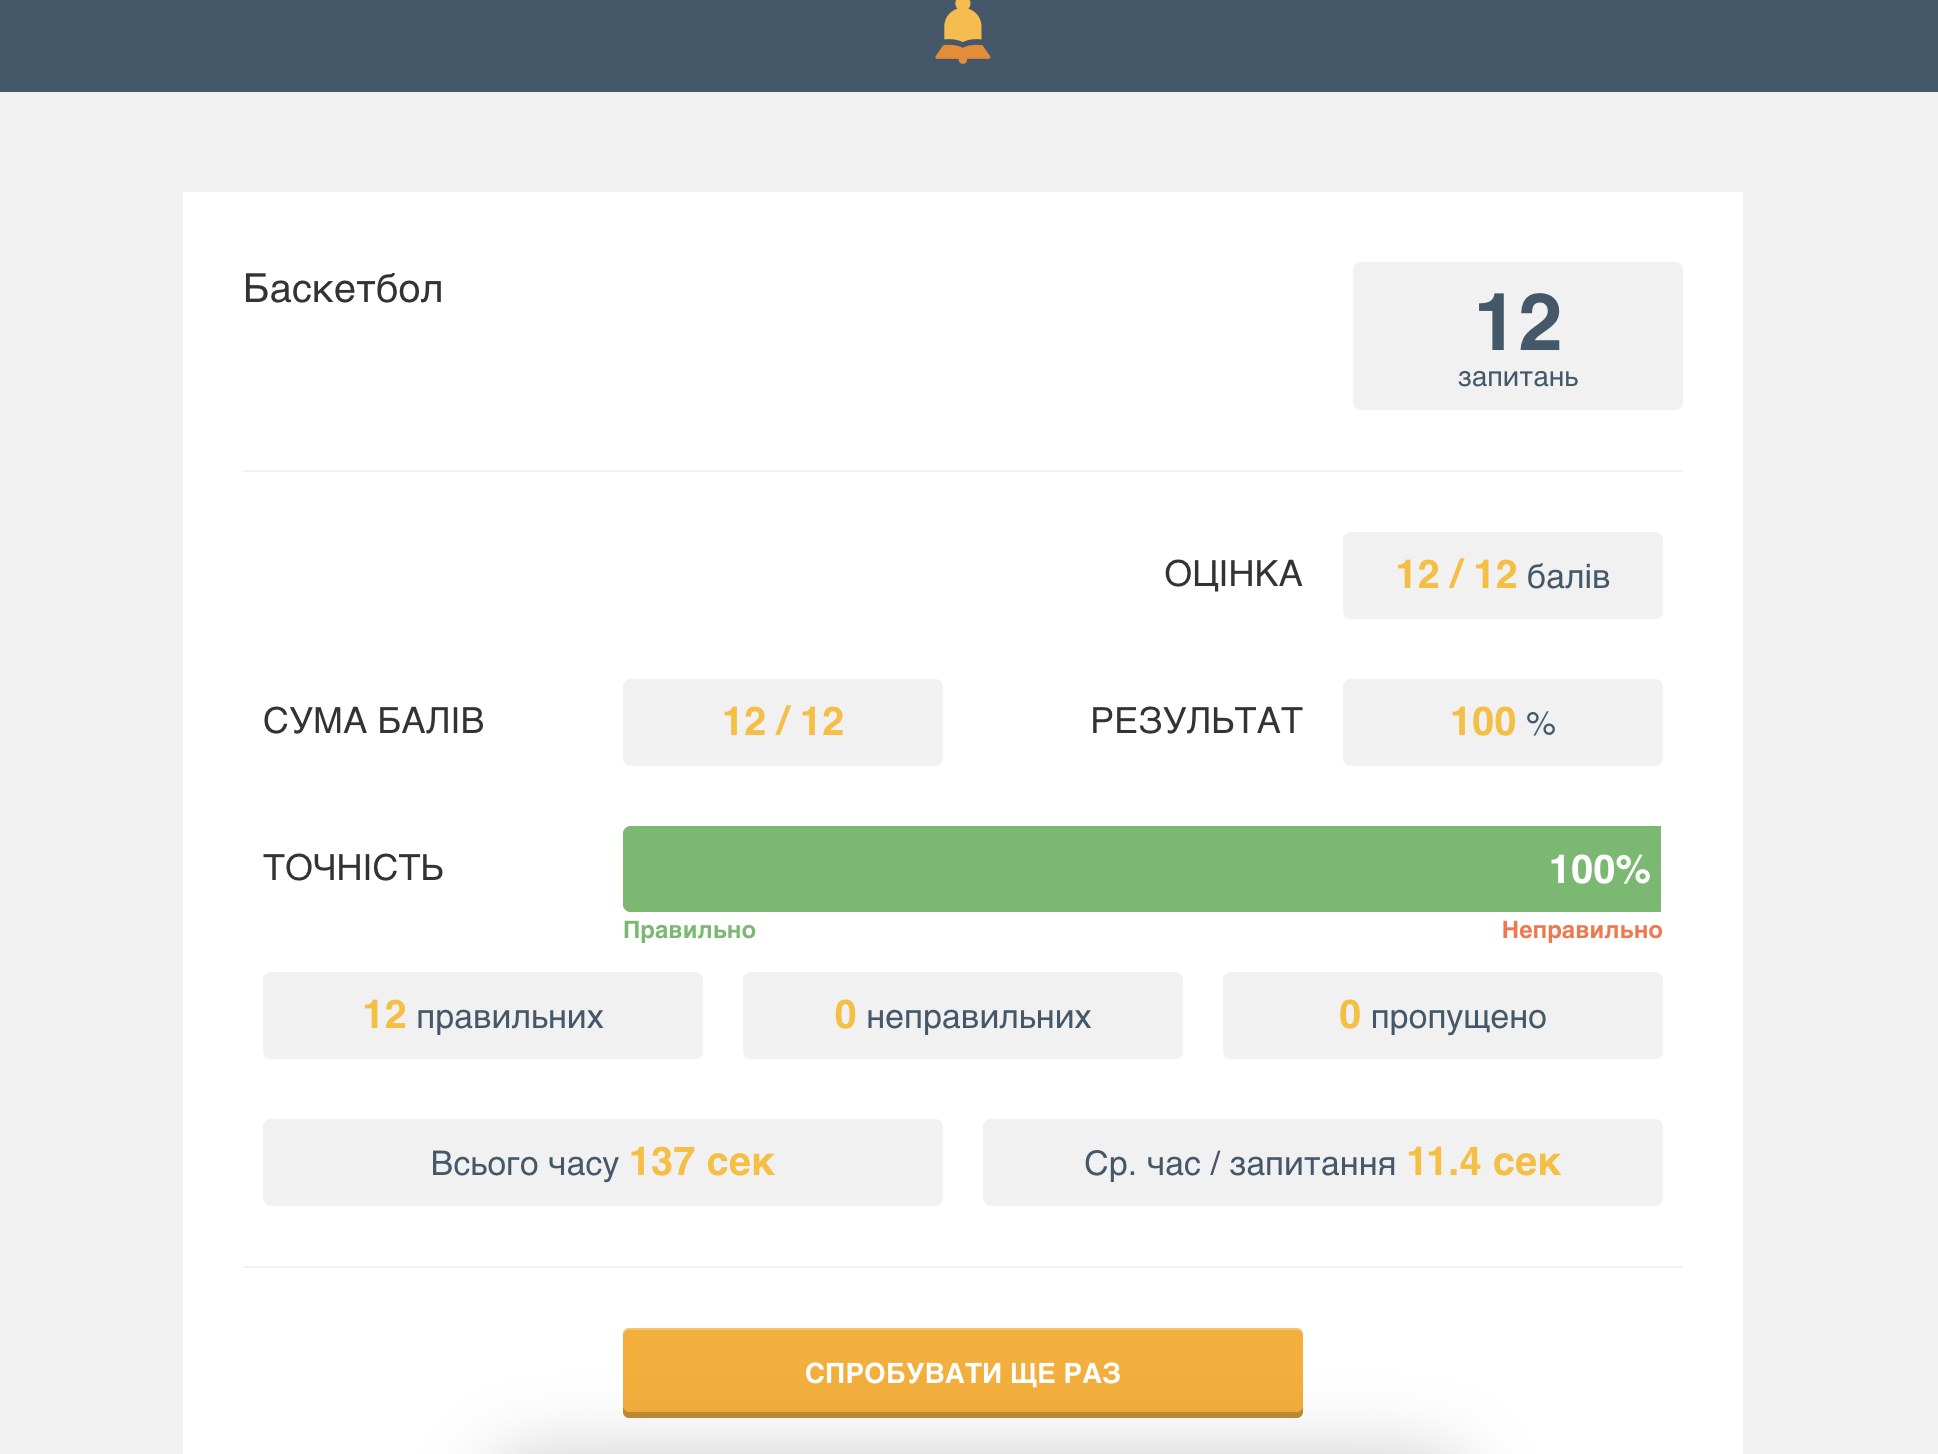 Баскетбол
12
запитань
ОЦІНКА 12 / 12 балів
СУМА БАЛІВ 12 / 12 РЕЗУЛЬТАТ 100 %
ТОЧНІСТЬ 100%
Правильно Неправильно
12 правильних 0 неправильних 0 пропущено
Всього часу 137 сек Ср. час / запитання 11.4 сек
СПРОБУВАТИ ЩЕ РАЗ